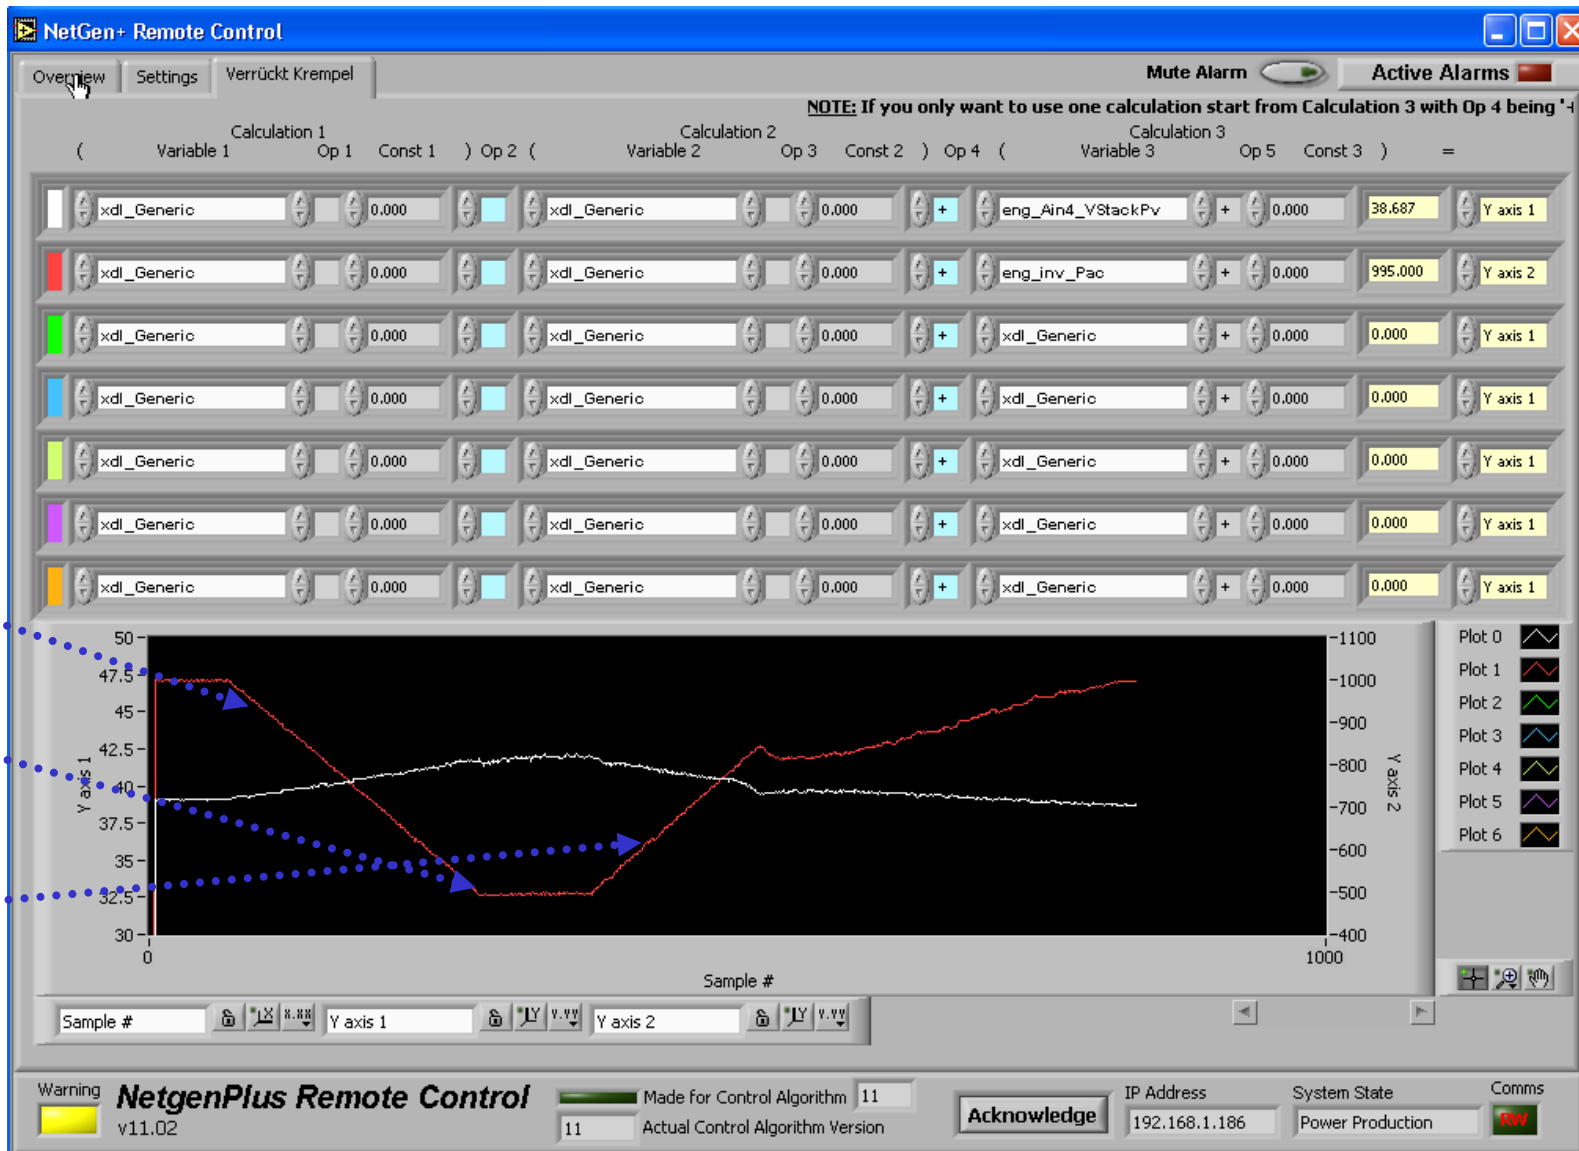 NetGen+ Remote Control
Overview Settings Verrückt Krempel Mute Alarm Active Alarms
NOTE: If you only want to use one calculation start from Calculation 3 with Op 4 being '+
Calculation 1 Calculation 2 Calculation 3
( Variable 1 Op 1 Const 1 ) Op 2 ( Variable 2 Op 3 Const 2 ) Op 4 ( Variable 3 Op 5 Const 3 ) =
xdl_Generic 0.000 xdl_Generic 0.000 + eng_Ain4_VStackPv + 0.000 38.687 Y axis 1
xdl_Generic 0.000 xdl_Generic 0.000 + eng_inv_Pac + 0.000 995.000 Y axis 2
xdl_Generic 0.000 xdl_Generic 0.000 + xdl_Generic + 0.000 0.000 Y axis 1
xdl_Generic 0.000 xdl_Generic 0.000 + xdl_Generic + 0.000 0.000 Y axis 1
xdl_Generic 0.000 xdl_Generic 0.000 + xdl_Generic + 0.000 0.000 Y axis 1
xdl_Generic 0.000 xdl_Generic 0.000 + xdl_Generic + 0.000 0.000 Y axis 1
xdl_Generic 0.000 xdl_Generic 0.000 + xdl_Generic + 0.000 0.000 Y axis 1
Y axis 1
50
47.5
45
42.5
40
37.5
35
32.5
30
0 1000
Sample #
1100
1000
900
800
700
600
500
400
Y axis 2
Plot 0
Plot 1
Plot 2
Plot 3
Plot 4
Plot 5
Plot 6
Sample # X X.XX Y axis 1 Y Y.YY Y axis 2 Y Y.YY
Warning
NetgenPlus Remote Control
v11.02
Made for Control Algorithm 11
11 Actual Control Algorithm Version
Acknowledge
IP Address
192.168.1.186
System State
Power Production
Comms
RW